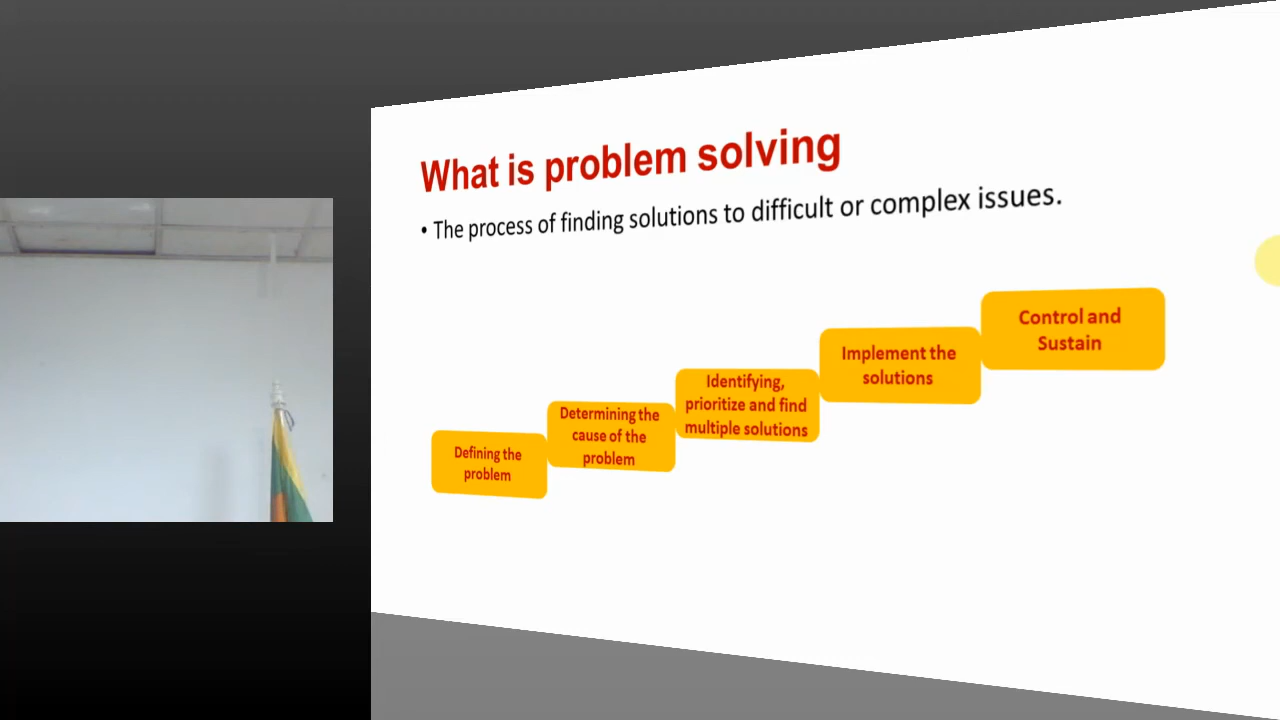 What is problem solving
• The process of finding solutions to difficult or complex issues.
Defining the
problem
Determining the
cause of the
problem
Identifying,
prioritize and find
multiple solutions
Implement the
solutions
Control and
Sustain